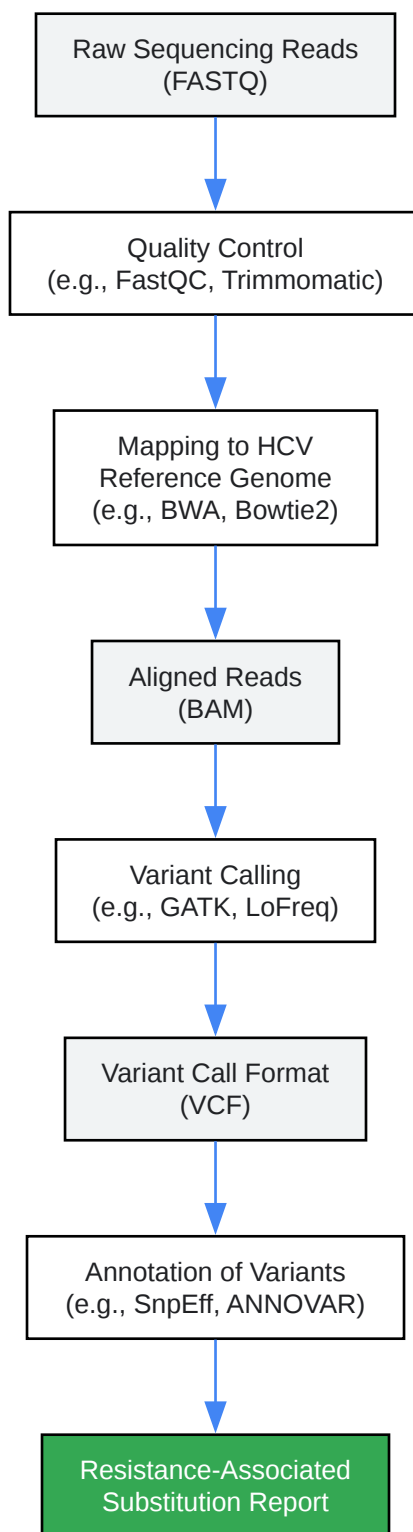 Raw Sequencing Reads
(FASTQ)
Quality Control
(e.g., FastQC, Trimmomatic)
Mapping to HCV
Reference Genome
(e.g., BWA, Bowtie2)
Aligned Reads
(BAM)
Variant Calling
(e.g., GATK, LoFreq)
Variant Call Format
(VCF)
Annotation of Variants
(e.g., SnpEff, ANNOVAR)
Resistance-Associated
Substitution Report